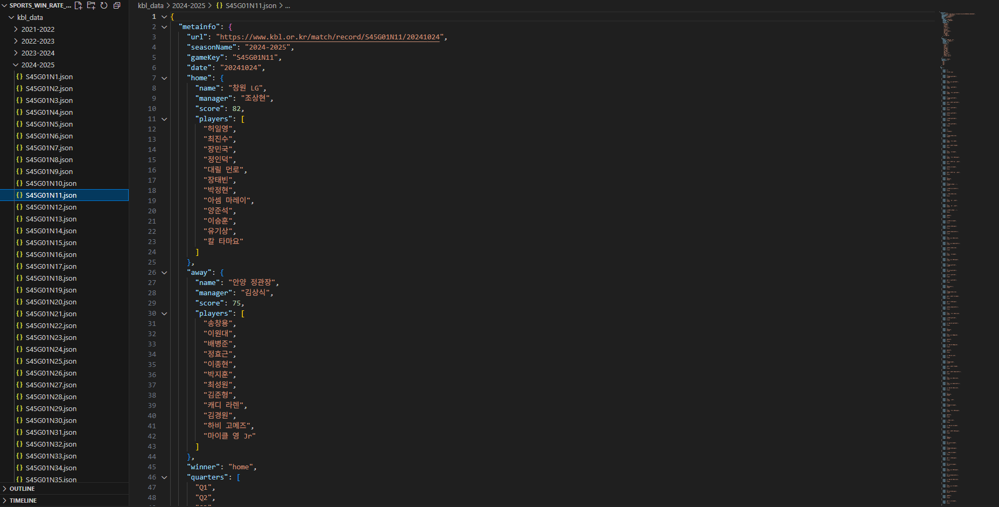 SPORTS_WIN_RATE_...
kbl_data
2021-2022
2022-2023
2023-2024
2024-2025
S45G01N1.json
S45G01N2.json
S45G01N3.json
S45G01N4.json
S45G01N5.json
S45G01N6.json
S45G01N7.json
S45G01N8.json
S45G01N9.json
S45G01N10.json
S45G01N11.json
S45G01N12.json
S45G01N13.json
S45G01N14.json
S45G01N15.json
S45G01N16.json
S45G01N17.json
S45G01N18.json
S45G01N19.json
S45G01N20.json
S45G01N21.json
S45G01N22.json
S45G01N23.json
S45G01N24.json
S45G01N25.json
S45G01N26.json
S45G01N27.json
S45G01N28.json
S45G01N29.json
S45G01N30.json
S45G01N31.json
S45G01N32.json
S45G01N33.json
S45G01N34.json
S45G01N35.json
OUTLINE
TIMELINE
kbl_data > 2024-2025 > {} S45G01N11.json > ...
1 {
2 "metainfo": {
3 "url": "https://www.kbl.or.kr/match/record/S45G01N11/20241024",
4 "seasonName": "2024-2025",
5 "gameKey": "S45G01N11",
6 "date": "20241024",
7 "home": {
8 "name": "창원 LG",
9 "manager": "조상현",
10 "score": 82,
11 "players": [
12 "허일영",
13 "최진수",
14 "장민국",
15 "정인덕",
16 "대릴 먼로",
17 "장태빈",
18 "박정현",
19 "아셈 마레이",
20 "양준석",
21 "이승훈",
22 "유기상",
23 "칼 타마요"
24 ]
25 },
26 "away": {
27 "name": "안양 정관장",
28 "manager": "김상식",
29 "score": 75,
30 "players": [
31 "송창용",
32 "이원대",
33 "배병준",
34 "정효근",
35 "이종현",
36 "박지훈",
37 "최성원",
38 "김준형",
39 "캐디 라렌",
40 "김경원",
41 "하비 고메즈",
42 "마이클 영 Jr"
43 ]
44 },
45 "winner": "home",
46 "quarters": [
47 "Q1",
48 "Q2",